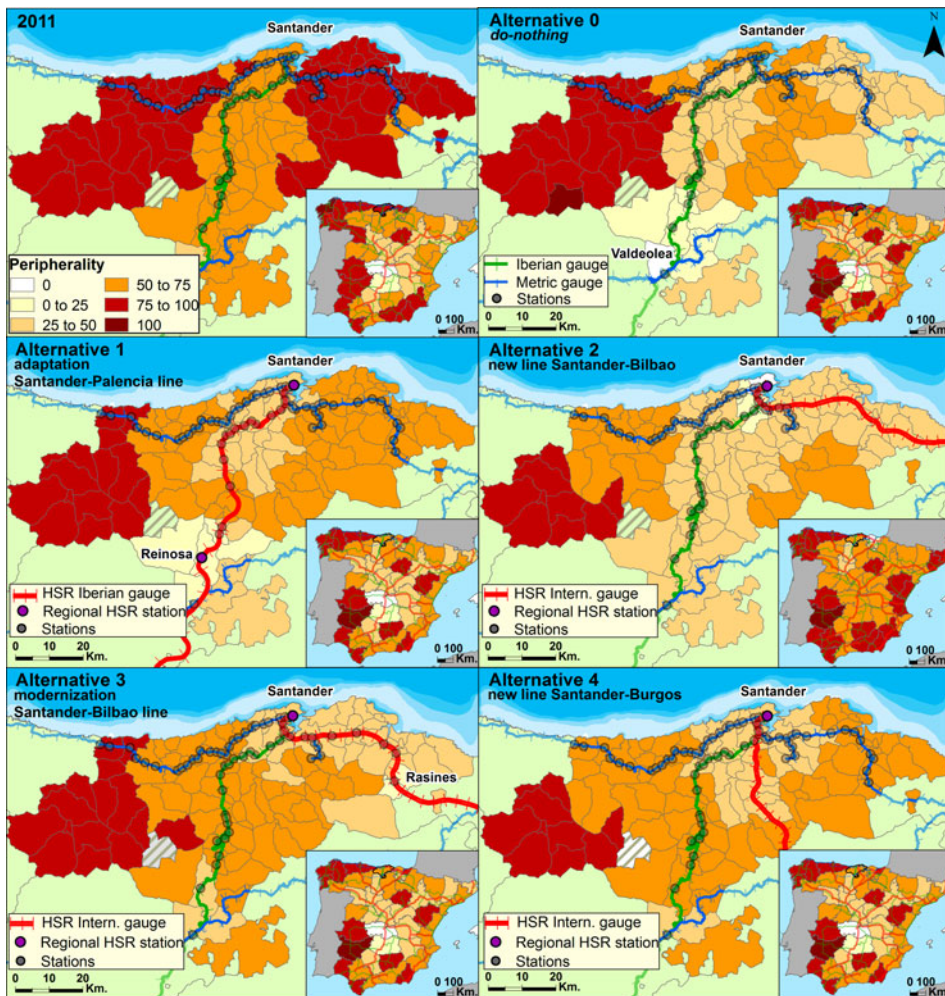 2011
Santander
Peripherality
0
0 to 25
25 to 50
50 to 75
75 to 100
100
0 100
Km.
Alternative 0
do-nothing
Santander
N
Valdeolea
Iberian gauge
Metric gauge
Stations
0 10 20
Km.
0 100
Km.
Alternative 1
adaptation
Santander-Palencia line
Santander
Reinosa
HSR Iberian gauge
Regional HSR station
Stations
0 10 20
Km.
0 100
Km.
Alternative 2
new line Santander-Bilbao
Santander
HSR Intern. gauge
Regional HSR station
Stations
0 10 20
Km.
0 100
Km.
Alternative 3
modernization
Santander-Bilbao line
Santander
Rasines
HSR Intern. gauge
Regional HSR station
Stations
0 10 20
Km.
0 100
Km.
Alternative 4
new line Santander-Burgos
Santander
HSR Intern. gauge
Regional HSR station
Stations
0 10 20
Km.
0 100
Km.